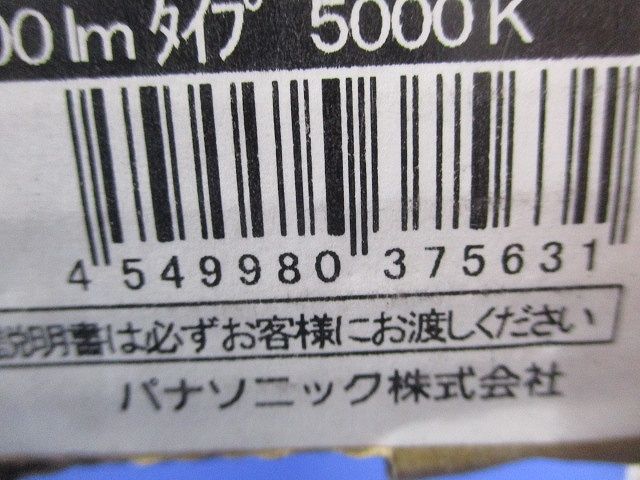 00 lm タイプ 5000 K
4 549980 375631
説明書は必ずお客様にお渡しください
パナソニック株式会社